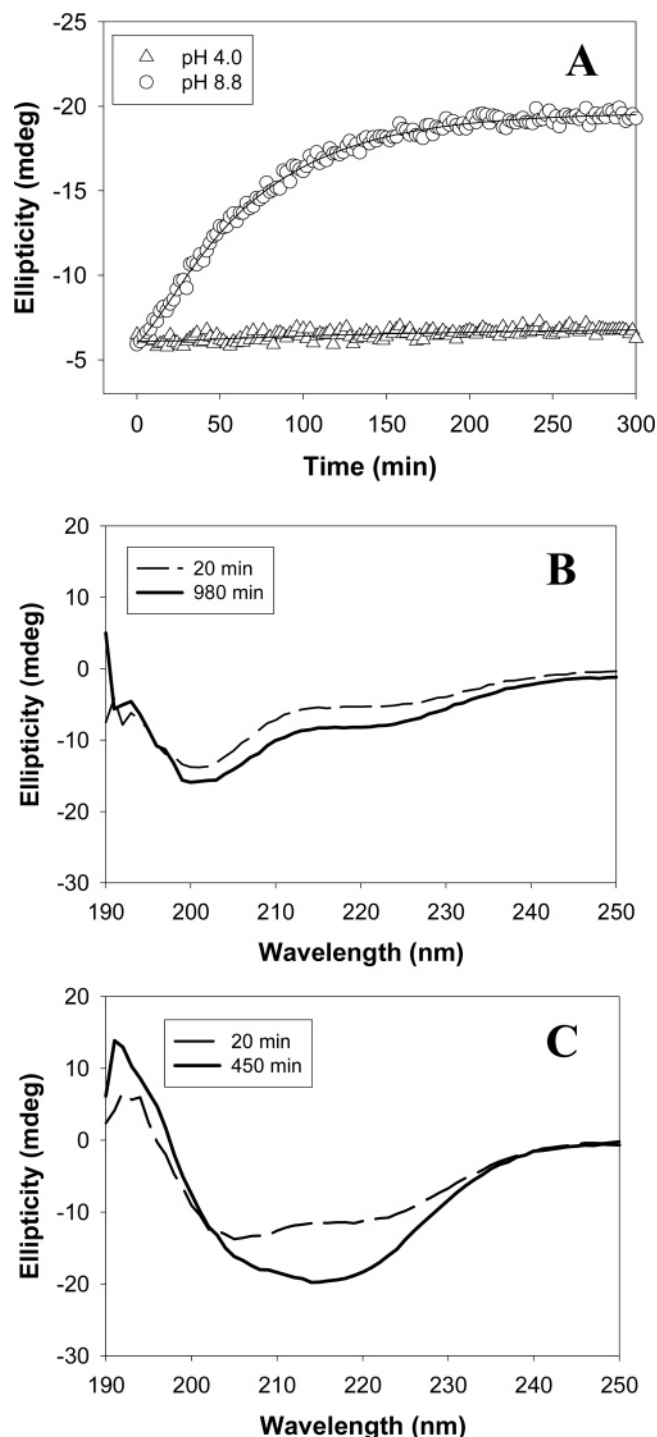 -25
A
pH 4.0
pH 8.8
-20
-15
-10
-5
Ellipticity (mdeg)
0 50 100 150 200 250 300
Time (min)
20
B
20 min
980 min
10
0
-10
-20
-30
Ellipticity (mdeg)
190 200 210 220 230 240 250
Wavelength (nm)
20
C
20 min
450 min
10
0
-10
-20
-30
Ellipticity (mdeg)
190 200 210 220 230 240 250
Wavelength (nm)